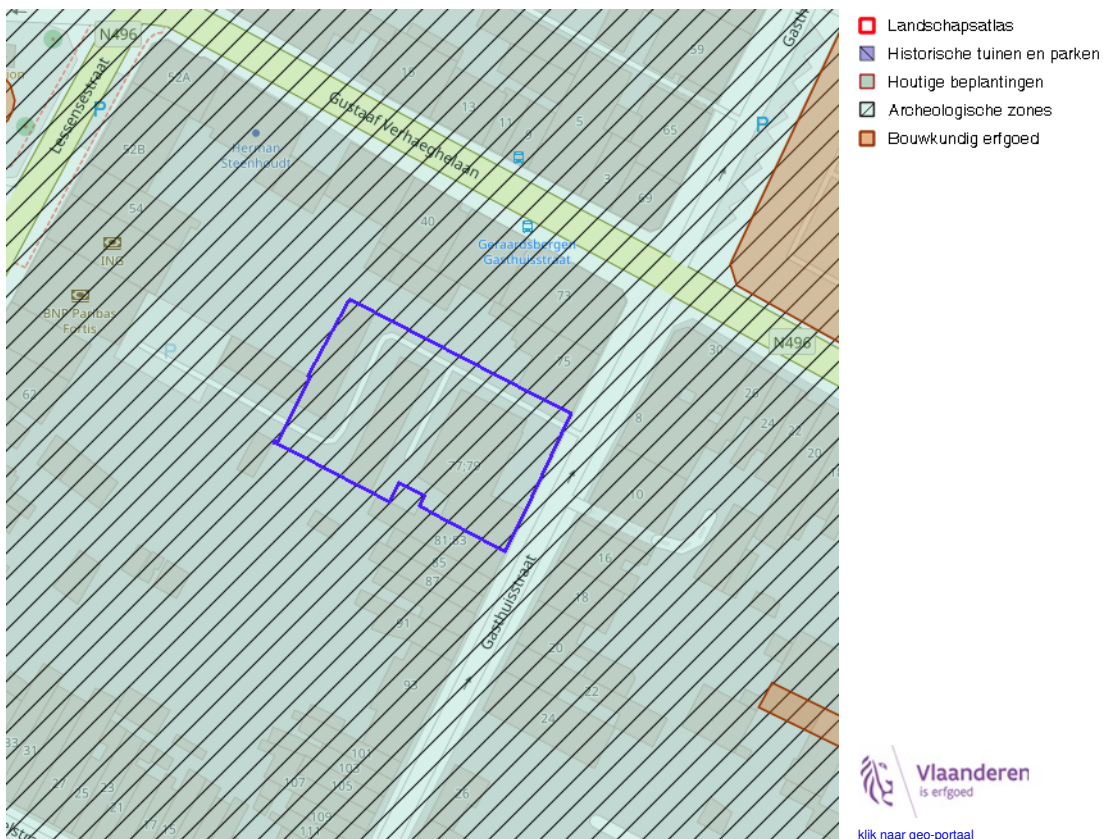 N496
Lessensestraat
52A
52B
54
Herman
Steenhoudt
ING
BNP Paribas
Fortis
P
P
62
15
13
11
9
5
3
59
65
69
Gasth
P
Gustaaf Verhaeghelaan
40
Geraardsbergen
Gasthuisstraat
73
75
N496
30
26
24
22
20
8
10
77;79
81;83
85
87
91
93
16
18
20
22
24
Gasthuisstraat
101
103
105
107
109
111
33
31
27
25
23
21
17
15
Landschapsatlas
Historische tuinen en parken
Houtige beplantingen
Archeologische zones
Bouwkundig erfgoed
Vlaanderen
is erfgoed
klik naar geo-portaal